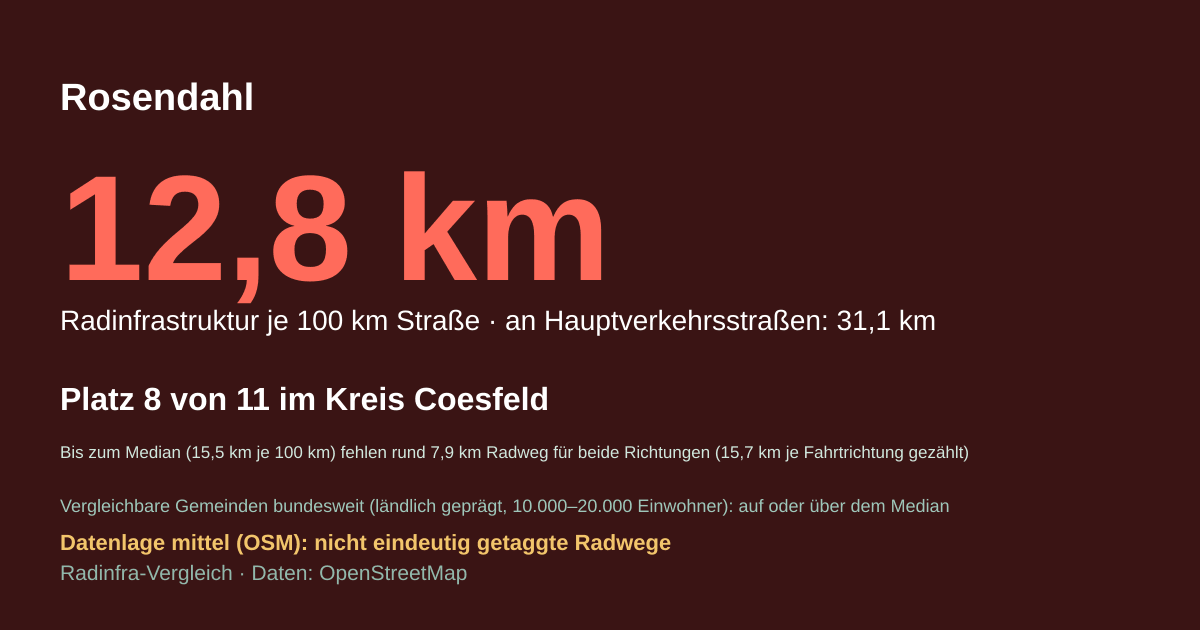 Rosendahl
12,8 km
Radinfrastruktur je 100 km Straße · an Hauptverkehrsstraßen: 31,1 km
Platz 8 von 11 im Kreis Coesfeld
Bis zum Median (15,5 km je 100 km) fehlen rund 7,9 km Radweg für beide Richtungen (15,7 km je Fahrtrichtung gezählt)
Vergleichbare Gemeinden bundesweit (ländlich geprägt, 10.000–20.000 Einwohner): auf oder über dem Median
Datenlage mittel (OSM): nicht eindeutig getaggte Radwege
Radinfra-Vergleich · Daten: OpenStreetMap